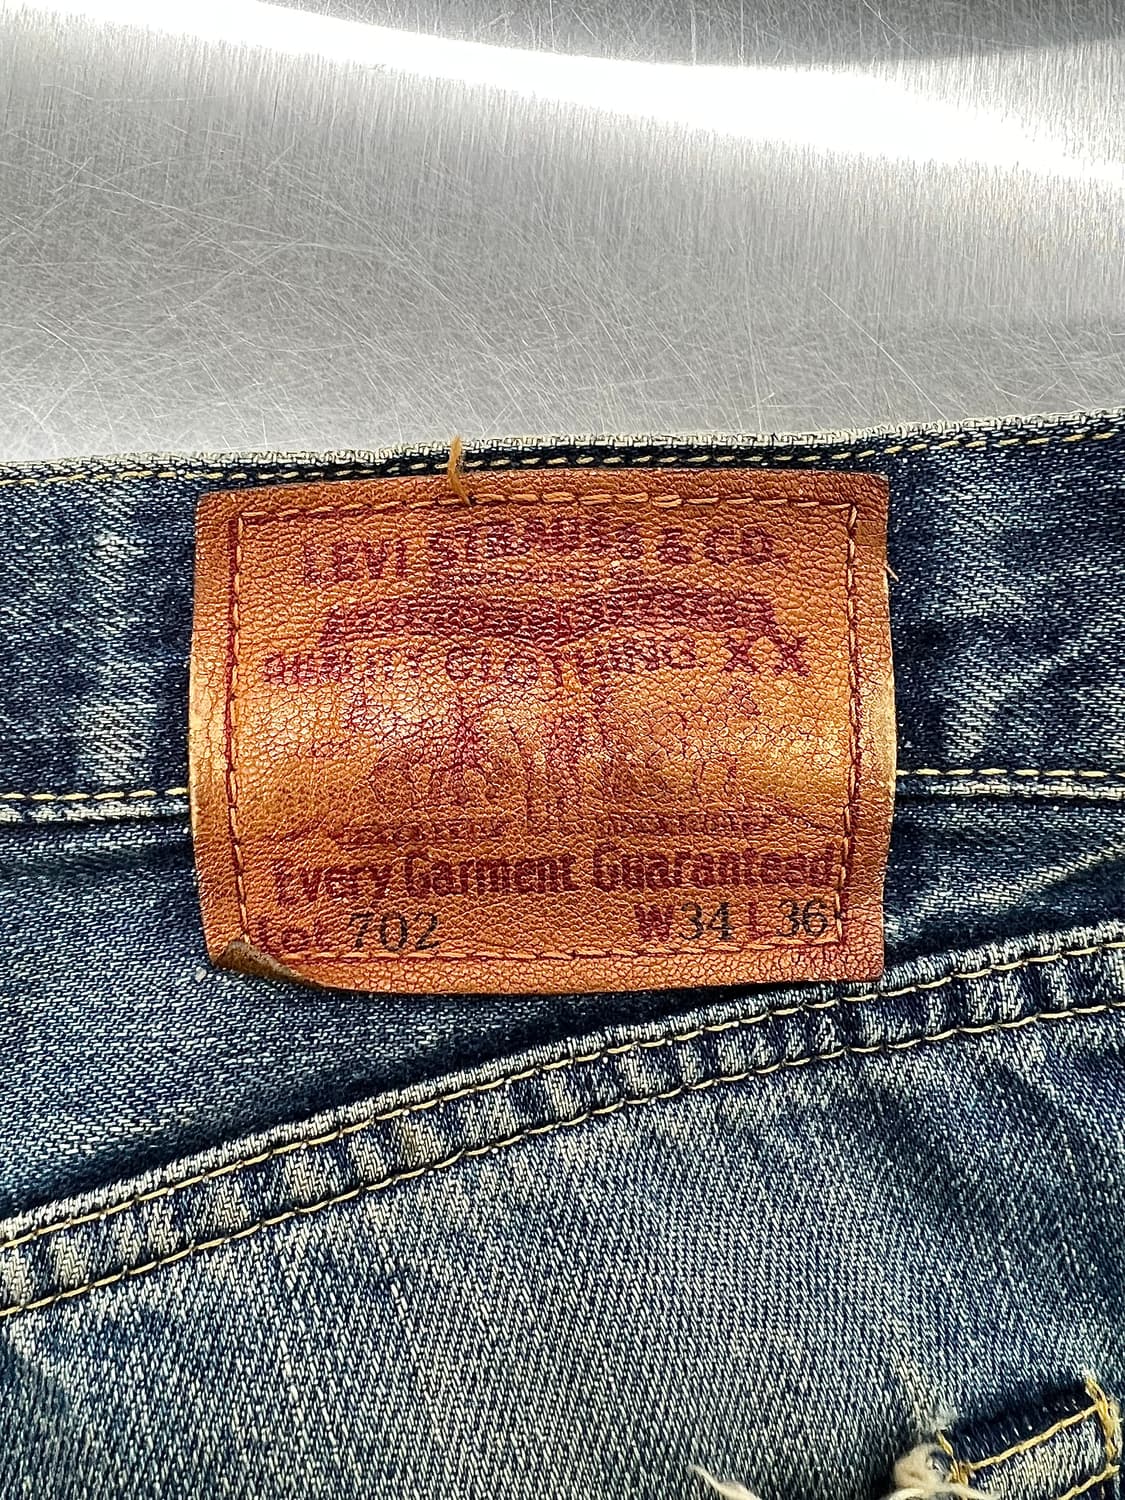 LEVI STRAUSS & CO.
QUALITY CLOTHING XX
Every Garment Guaranteed
Lot 702 W34 L36